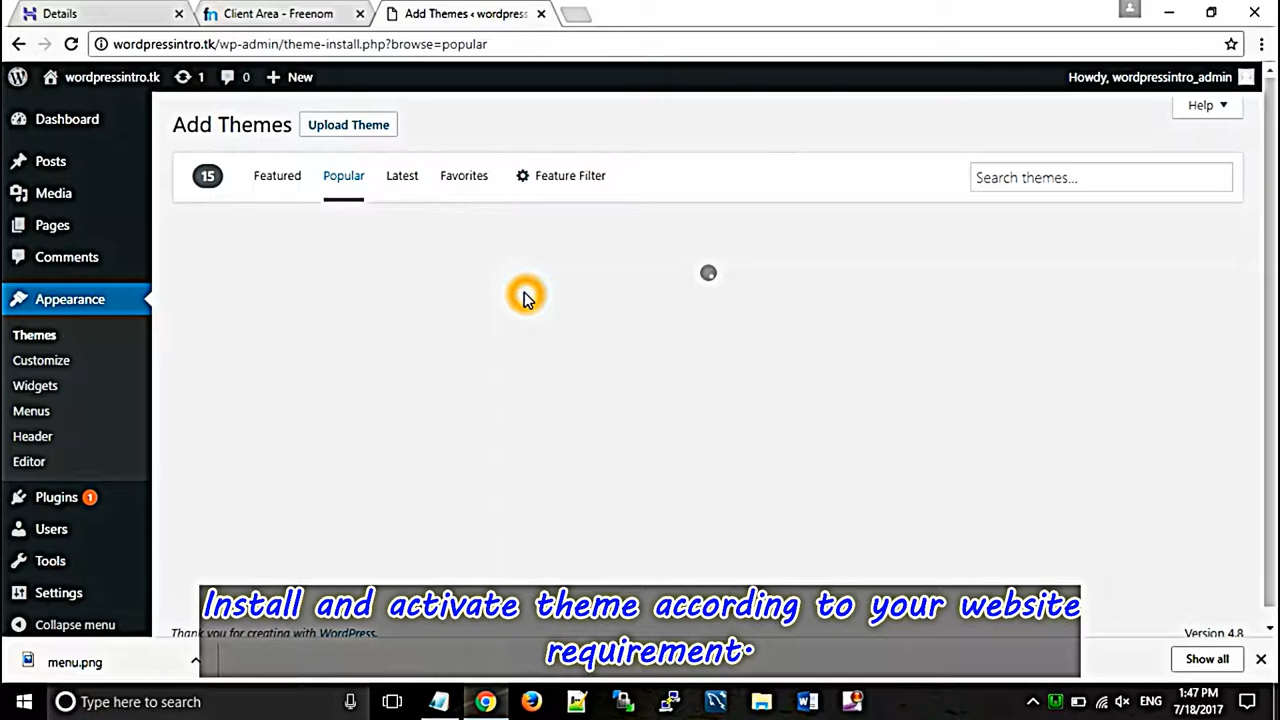 Details
Client Area - Freenom
Add Themes ‹ wordpress
wordpressintro.tk/wp-admin/theme-install.php?browse=popular
wordpressintro.tk 1 0 New
Howdy, wordpressintro_admin
Help
Dashboard
Posts
Media
Pages
Comments
Appearance
Themes
Customize
Widgets
Menus
Header
Editor
Plugins 1
Users
Tools
Settings
Collapse menu
Add Themes
Upload Theme
15 Featured Popular Latest Favorites Feature Filter
Search themes...
Install and activate theme according to your website
requirement.
Thank you for creating with WordPress.
Version 4.8
menu.png
Show all
Type here to search
ENG
1:47 PM
7/18/2017